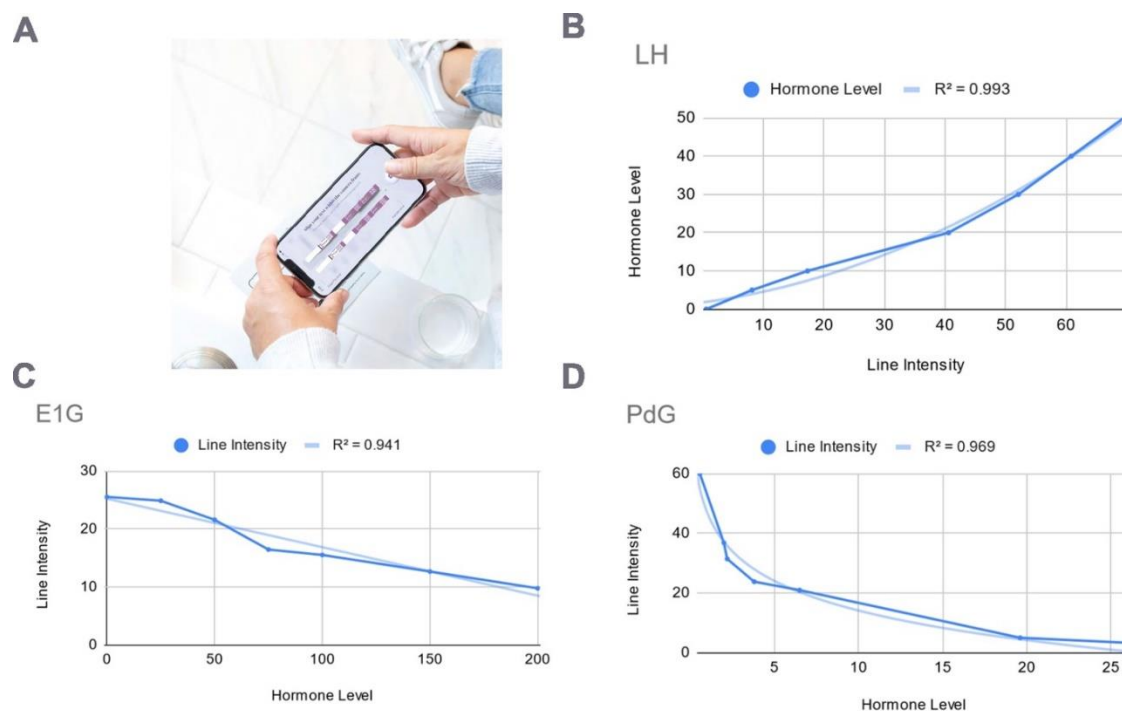 A
B
LH
Hormone Level R² = 0.993
50
40
30
20
10
0
10 20 30 40 50 60
Hormone Level
Line Intensity
C
E1G
Line Intensity R² = 0.941
30
20
10
0
0 50 100 150 200
Line Intensity
Hormone Level
D
PdG
Line Intensity R² = 0.969
60
40
20
0
5 10 15 20 25
Line Intensity
Hormone Level